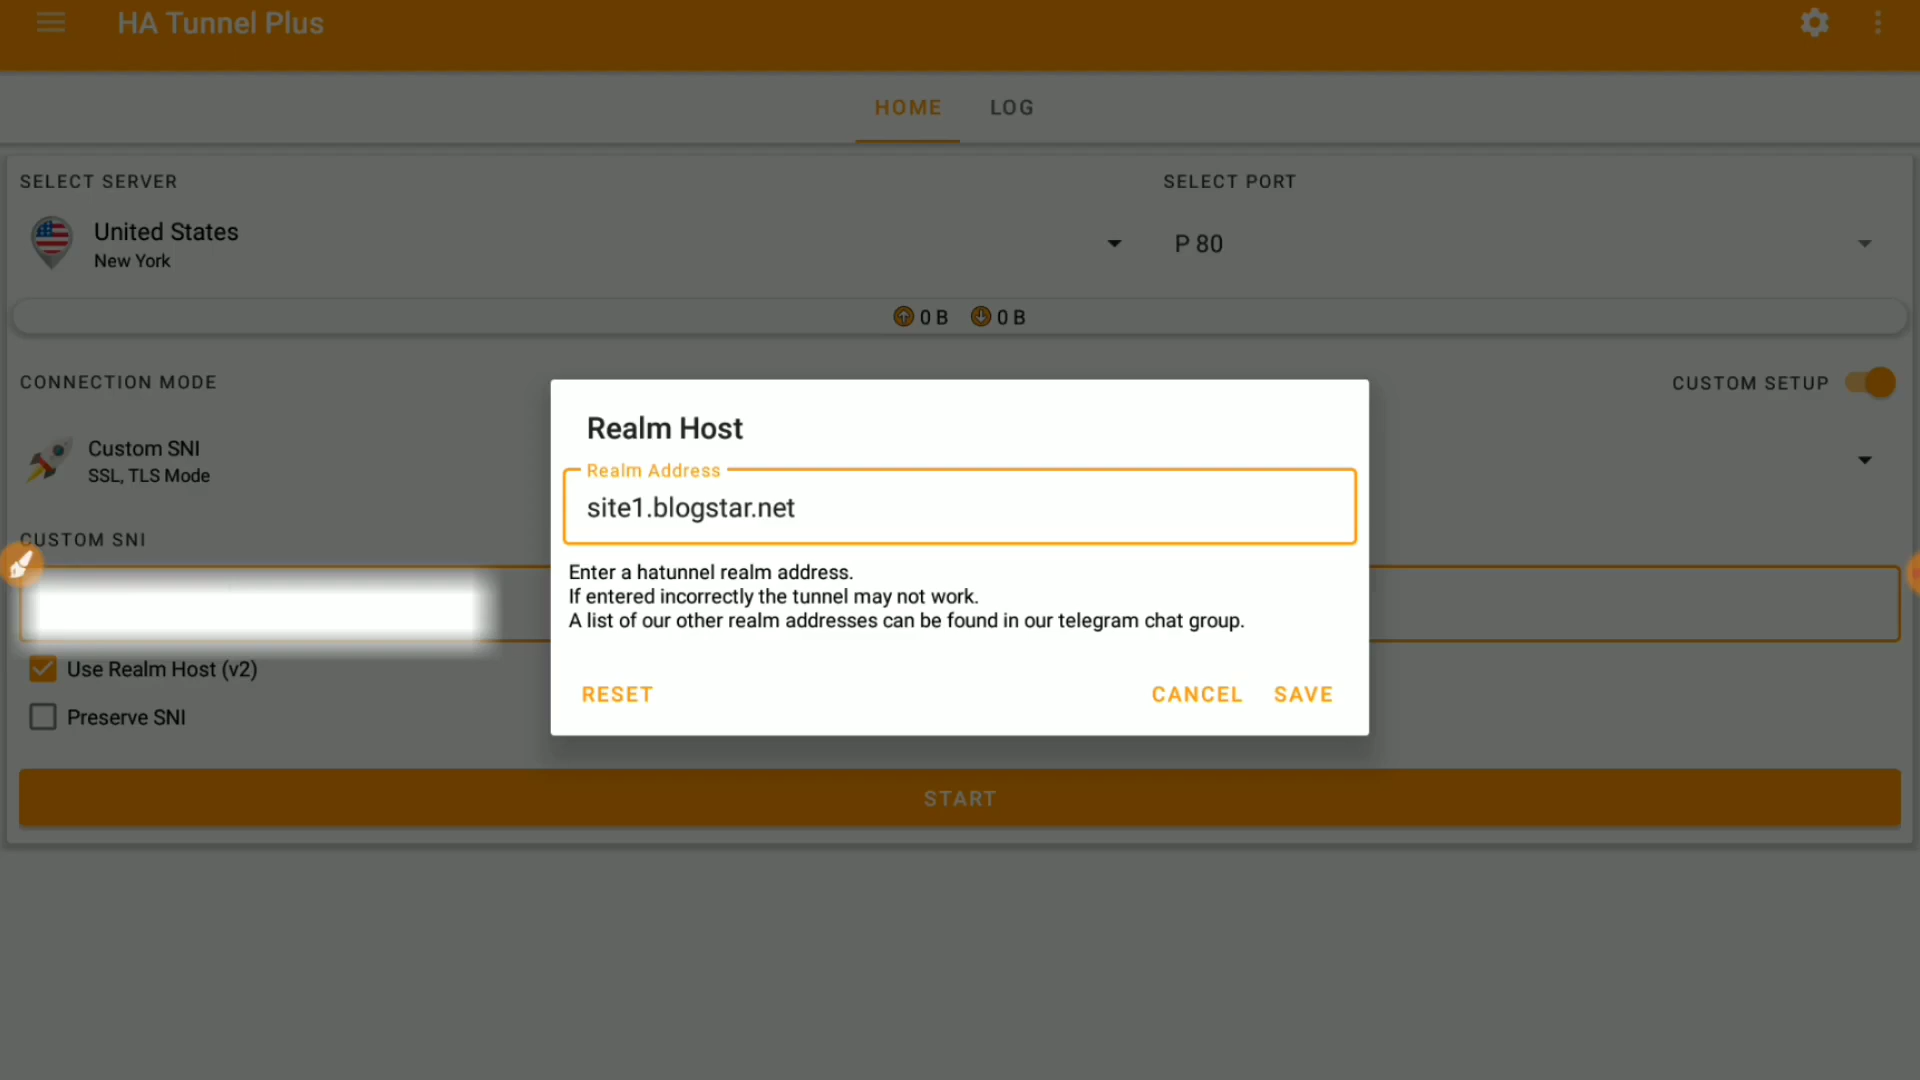 HA Tunnel Plus
HOME LOG
SELECT SERVER
SELECT PORT
United States
New York
P 80
0 B 0 B
CONNECTION MODE
CUSTOM SETUP
Custom SNI
SSL, TLS Mode
CUSTOM SNI
Realm Host
Realm Address
site1.blogstar.net
Enter a hatunnel realm address.
If entered incorrectly the tunnel may not work.
A list of our other realm addresses can be found in our telegram chat group.
RESET CANCEL SAVE
Use Realm Host (v2)
Preserve SNI
START